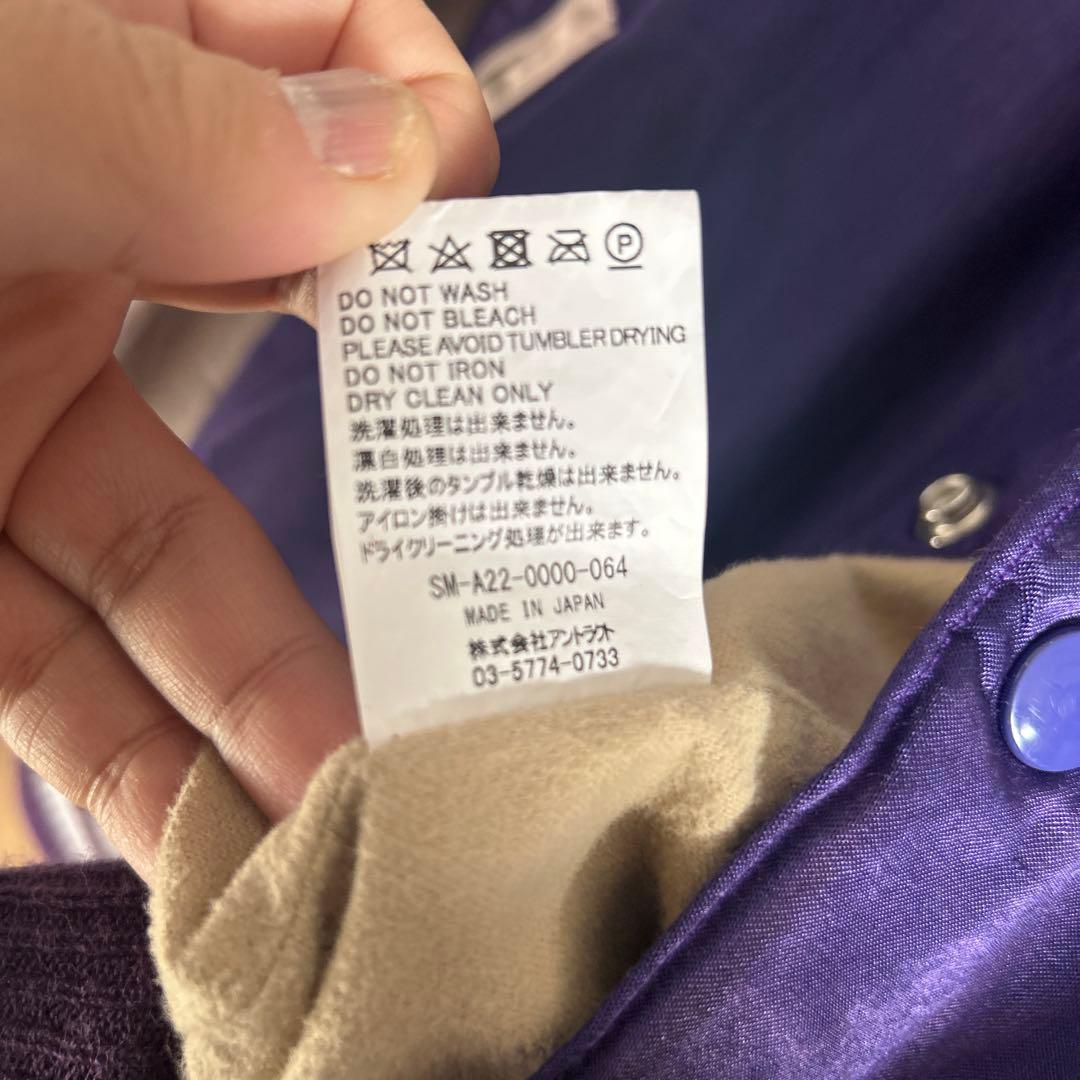 P
DO NOT WASH
DO NOT BLEACH
PLEASE AVOID TUMBLER DRYING
DO NOT IRON
DRY CLEAN ONLY
洗濯処理は出来ません。
漂白処理は出来ません。
洗濯後のタンブル乾燥は出来ません。
アイロン掛けは出来ません。
ドライクリーニング処理が出来ます。
SM-A22-0000-064
MADE IN JAPAN
株式会社アントラクト
03-5774-0733